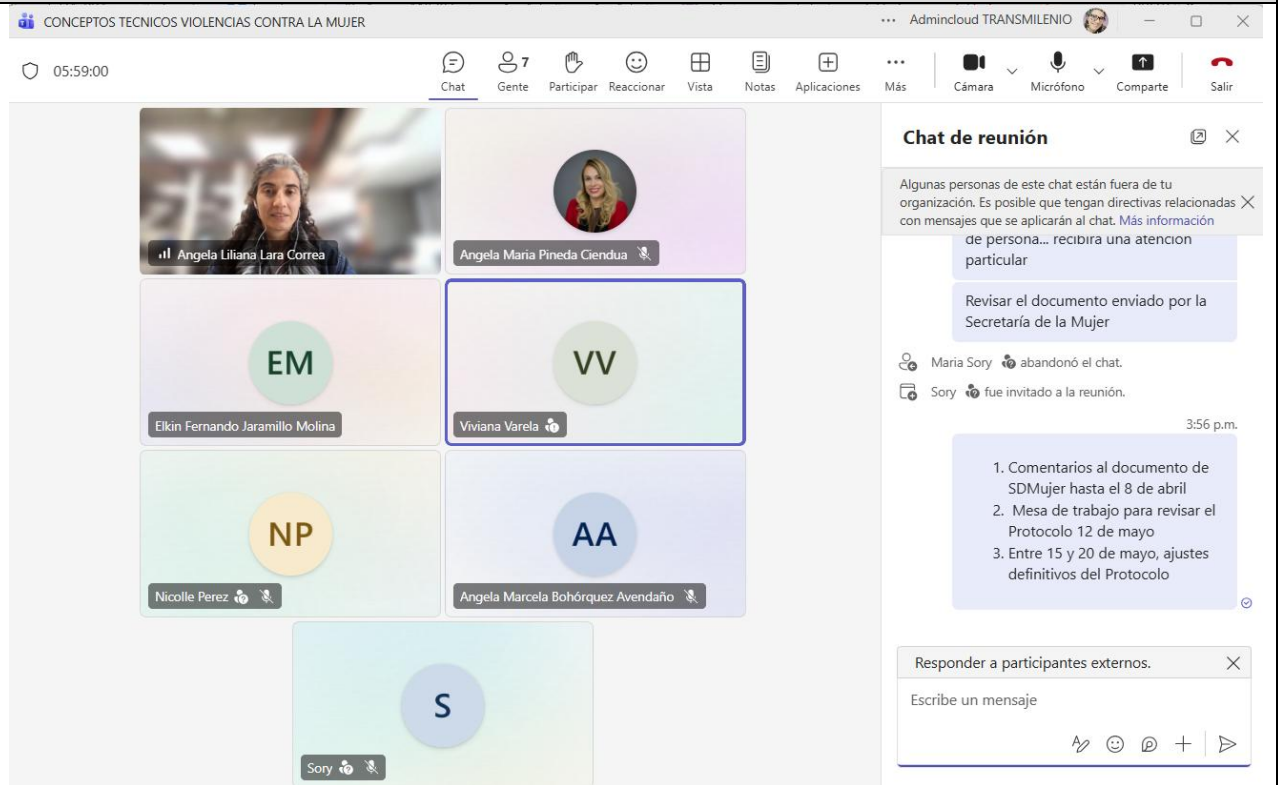 CONCEPTOS TECNICOS VIOLENCIAS CONTRA LA MUJER
Admincloud TRANSMILENIO
05:59:00
Chat
7
Gente
Participar
Reaccionar
Vista
Notas
Aplicaciones
Más
Cámara
Micrófono
Comparte
Salir
Angela Liliana Lara Correa
Angela Maria Pineda Ciendua
EM
Elkin Fernando Jaramillo Molina
VV
Viviana Varela
NP
Nicolle Perez
AA
Angela Marcela Bohórquez Avendaño
S
Sory
Chat de reunión
Algunas personas de este chat están fuera de tu
organización. Es posible que tengan directivas relacionadas
con mensajes que se aplicarán al chat. Más información
de persona... recibirá una atención
particular
Revisar el documento enviado por la
Secretaría de la Mujer
Maria Sory abandonó el chat.
Sory fue invitado a la reunión.
3:56 p.m.
1. Comentarios al documento de
SDMujer hasta el 8 de abril
2. Mesa de trabajo para revisar el
Protocolo 12 de mayo
3. Entre 15 y 20 de mayo, ajustes
definitivos del Protocolo
Responder a participantes externos.
Escribe un mensaje